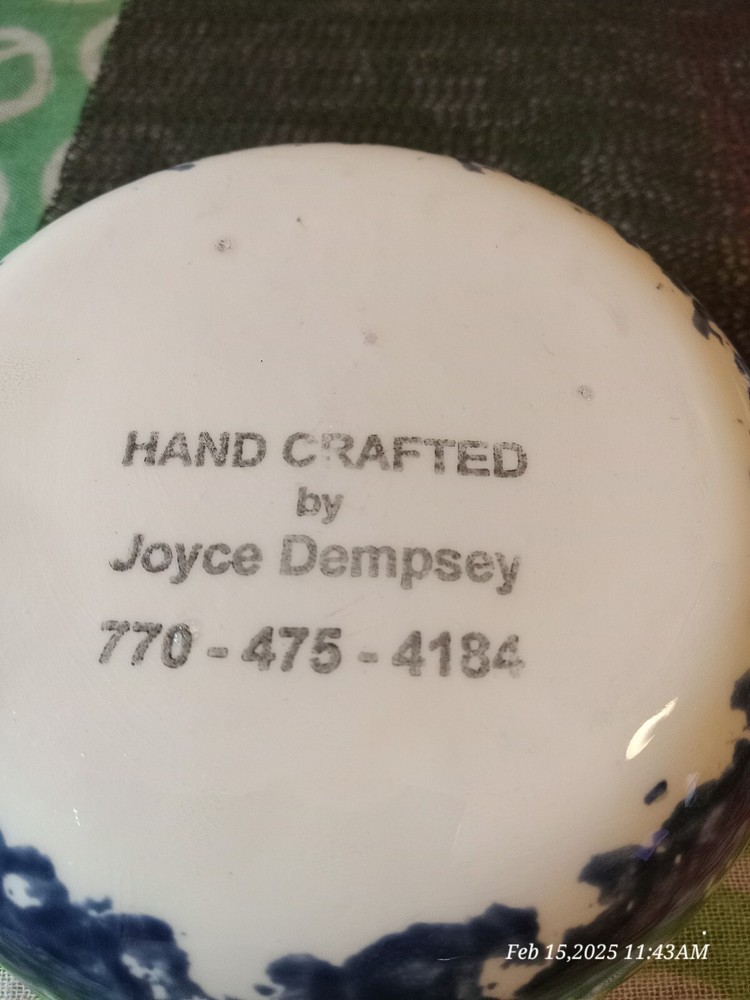 HAND CRAFTED
by
Joyce Dempsey
770 - 475 - 4184
Feb 15,2025 11:43AM